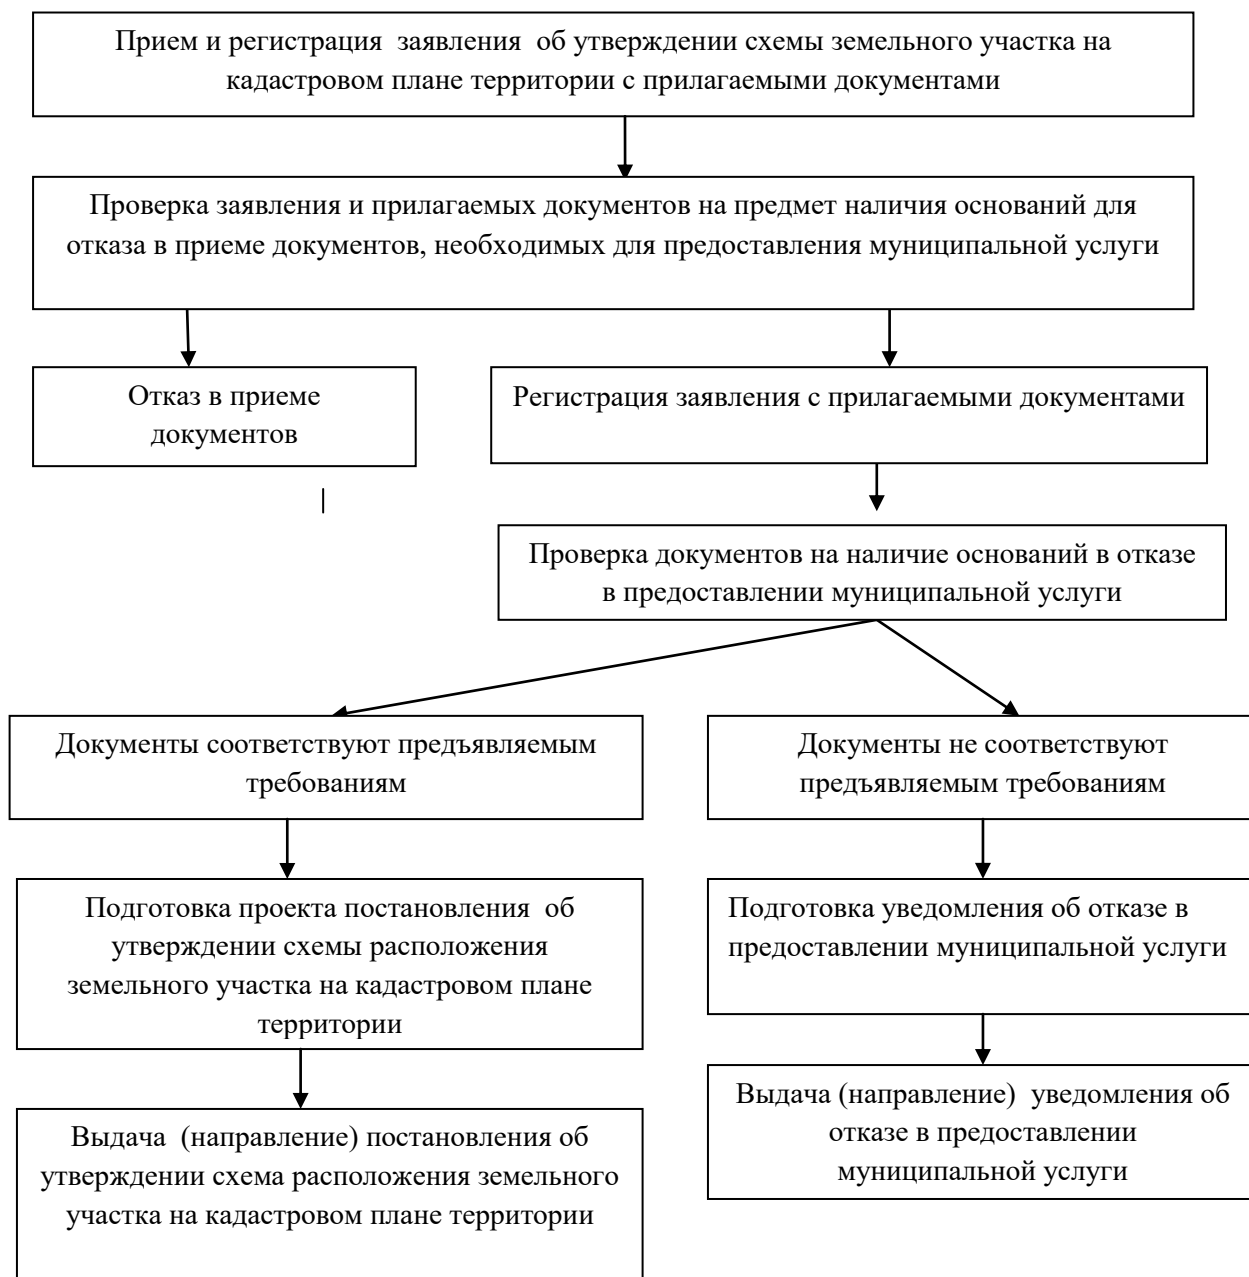 Прием и регистрация  заявления  об утверждении схемы земельного участка на
кадастровом плане территории с прилагаемыми документами
Проверка заявления и прилагаемых документов на предмет наличия оснований для
отказа в приеме документов, необходимых для предоставления муниципальной услуги
Отказ в приеме
документов
Регистрация заявления с прилагаемыми документами
Проверка документов на наличие оснований в отказе
в предоставлении муниципальной услуги
Документы соответствуют предъявляемым
требованиям
Документы не соответствуют
предъявляемым требованиям
Подготовка проекта постановления  об
утверждении схемы расположения
земельного участка на кадастровом плане
территории
Подготовка уведомления об отказе в
предоставлении муниципальной услуги
Выдача (направление)  уведомления об
отказе в предоставлении
муниципальной услуги
Выдача  (направление) постановления об
утверждении схема расположения земельного
участка на кадастровом плане территории